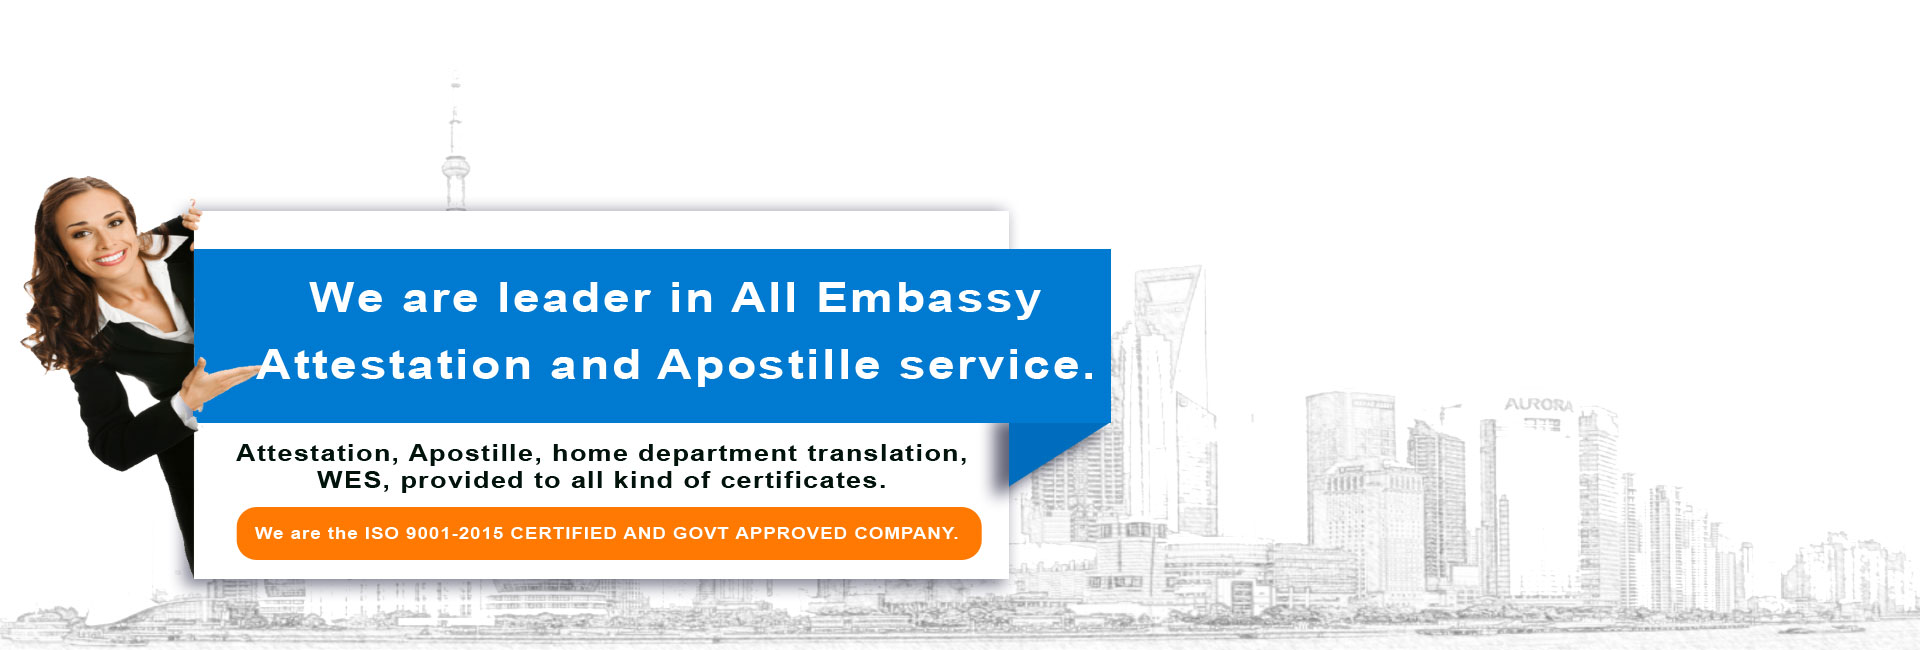 We are leader in All Embassy
Attestation and Apostille service.
Attestation, Apostille, home department translation,
WES, provided to all kind of certificates.
We are the ISO 9001-2015 CERTIFIED AND GOVT APPROVED COMPANY.
AURORA